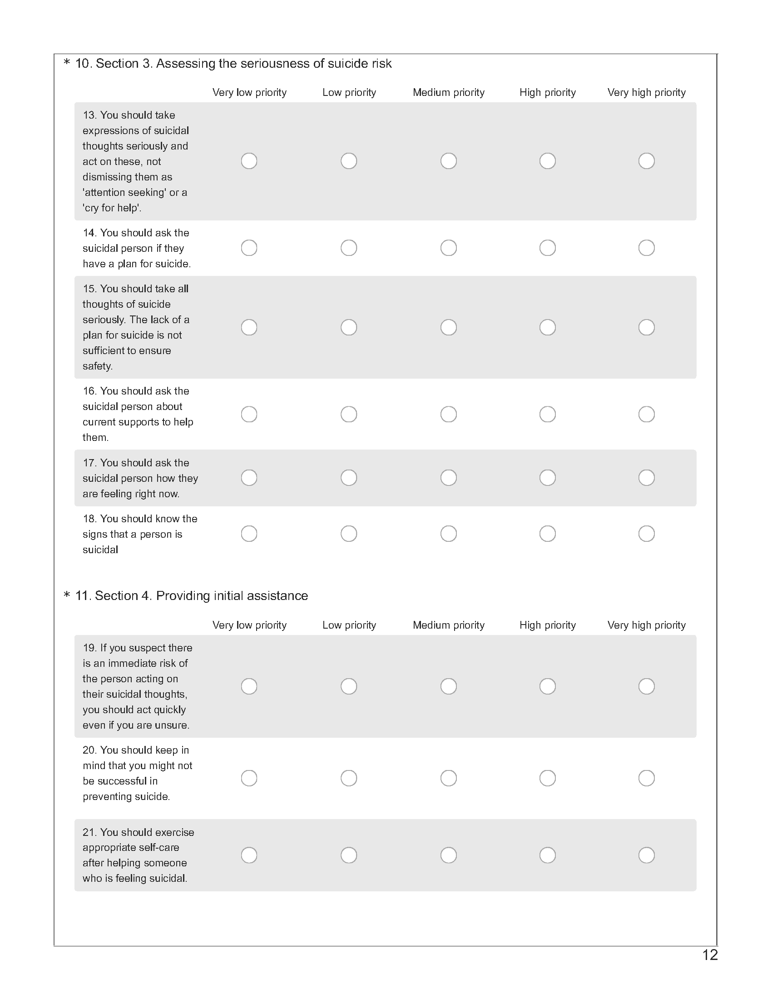 * 10. Section 3. Assessing the seriousness of suicide risk
Very low priority Low priority Medium priority High priority Very high priority
13. You should take
expressions of suicidal
thoughts seriously and
act on these, not
dismissing them as
'attention seeking' or a
'cry for help'.
14. You should ask the
suicidal person if they
have a plan for suicide.
15. You should take all
thoughts of suicide
seriously. The lack of a
plan for suicide is not
sufficient to ensure
safety.
16. You should ask the
suicidal person about
current supports to help
them.
17. You should ask the
suicidal person how they
are feeling right now.
18. You should know the
signs that a person is
suicidal
* 11. Section 4. Providing initial assistance
Very low priority Low priority Medium priority High priority Very high priority
19. If you suspect there
is an immediate risk of
the person acting on
their suicidal thoughts,
you should act quickly
even if you are unsure.
20. You should keep in
mind that you might not
be successful in
preventing suicide.
21. You should exercise
appropriate self-care
after helping someone
who is feeling suicidal.
12